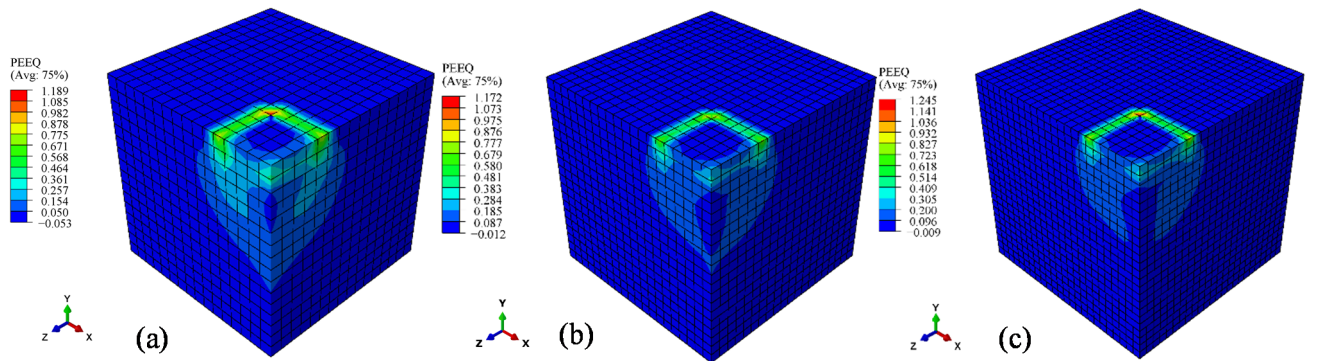 PEEQ
(Avg: 75%)
1.189
1.085
0.982
0.878
0.775
0.671
0.568
0.464
0.361
0.257
0.154
0.050
−0.053
Y
Z
X
(a)
PEEQ
(Avg: 75%)
1.172
1.073
0.975
0.876
0.777
0.679
0.580
0.481
0.383
0.284
0.185
0.087
−0.012
Y
Z
X
(b)
PEEQ
(Avg: 75%)
1.245
1.141
1.036
0.932
0.827
0.723
0.618
0.514
0.409
0.305
0.200
0.096
−0.009
Y
Z
X
(c)